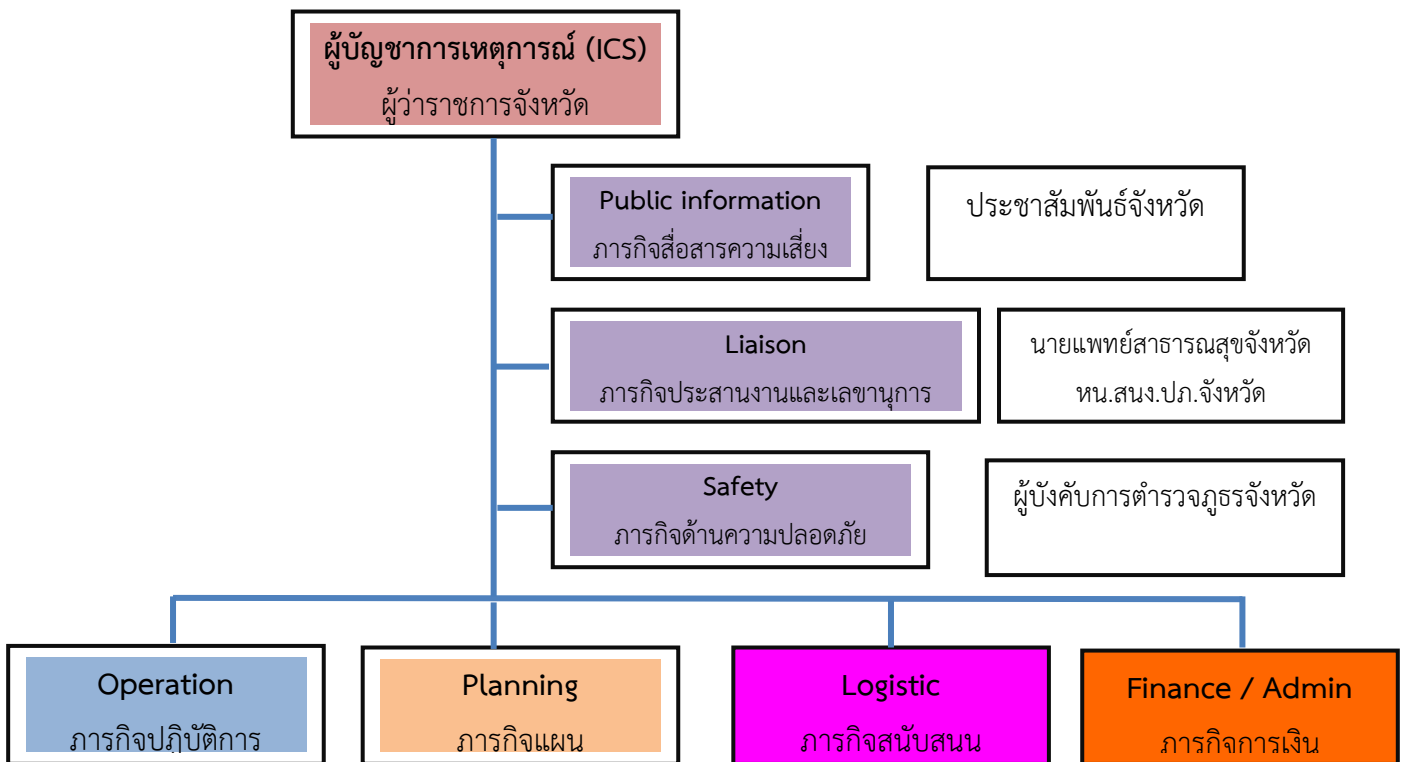 ผู้บัญชาการเหตุการณ์ (ICS)
ผู้ว่าราชการจังหวัด
Public information
ภารกิจสื่อสารความเสี่ยง
ประชาสัมพันธ์จังหวัด
Liaison
ภารกิจประสานงานและเลขานุการ
นายแพทย์สาธารณสุขจังหวัด
หน.สนง.ปภ.จังหวัด
Safety
ภารกิจด้านความปลอดภัย
ผู้บังคับการตำรวจภูธรจังหวัด
Operation
ภารกิจปฏิบัติการ
Planning
ภารกิจแผน
Logistic
ภารกิจสนับสนน
Finance / Admin
ภารกิจการเงิน